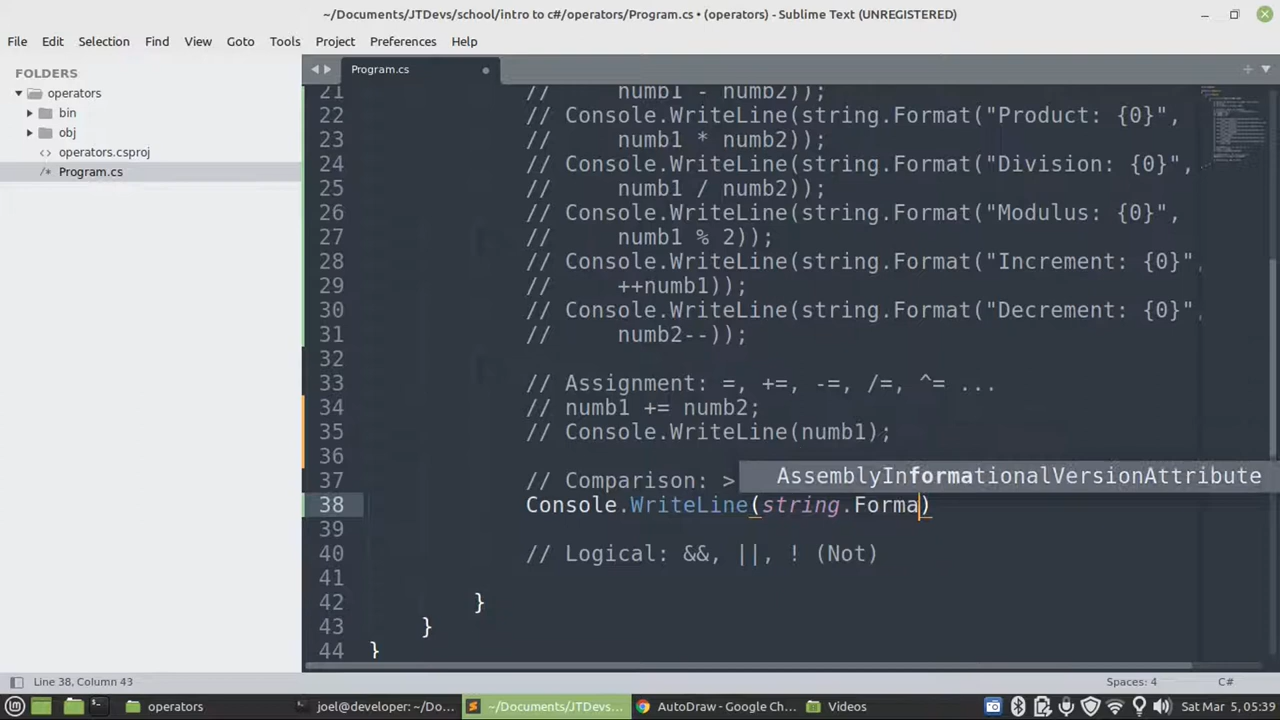 ~/Documents/JTDevs/school/intro to c#/operators/Program.cs • (operators) - Sublime Text (UNREGISTERED)
File Edit Selection Find View Goto Tools Project Preferences Help
FOLDERS
operators
bin
obj
<> operators.csproj
/* Program.cs
Program.cs
21 // numb1 - numb2));
22 // Console.WriteLine(string.Format("Product: {0}",
23 // numb1 * numb2));
24 // Console.WriteLine(string.Format("Division: {0}",
25 // numb1 / numb2));
26 // Console.WriteLine(string.Format("Modulus: {0}",
27 // numb1 % 2));
28 // Console.WriteLine(string.Format("Increment: {0}",
29 // ++numb1));
30 // Console.WriteLine(string.Format("Decrement: {0}",
31 // numb2--));
32
33 // Assignment: =, +=, -=, /=, ^= ...
34 // numb1 += numb2;
35 // Console.WriteLine(numb1);
36
37 // Comparison: >
AssemblyInformationalVersionAttribute
38 Console.WriteLine(string.Forma)
39
40 // Logical: &&, ||, ! (Not)
41
42 }
43 }
44 }
Line 38, Column 43 Spaces: 4 C#
operators joel@developer: ~/Do... ~/Documents/JTDevs... AutoDraw - Google Ch... Videos Sat Mar 5, 05:39